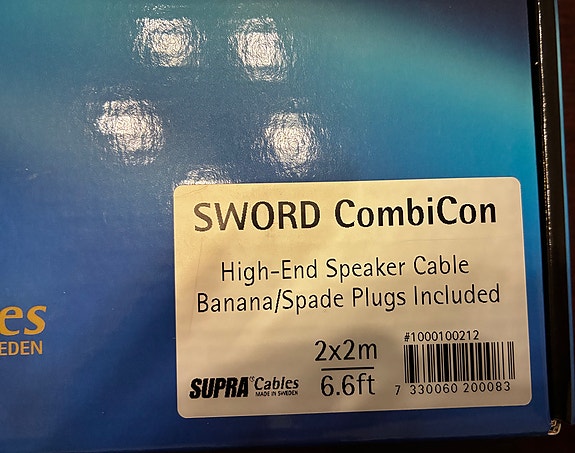 SWORD CombiCon
High-End Speaker Cable
Banana/Spade Plugs Included
es
EDEN
2x2m
6.6ft
#1000100212
7 330060 200083
SUPRA® Cables
MADE IN SWEDEN